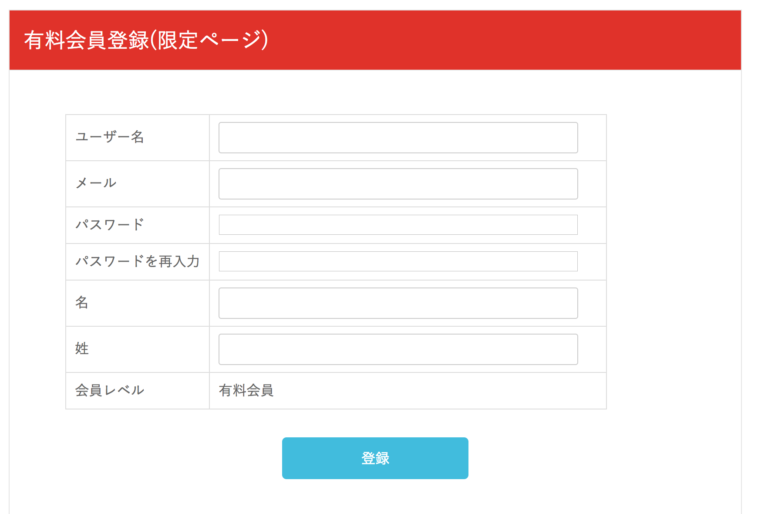 有料会員登録(限定ページ)
ユーザー名
メール
パスワード
パスワードを再入力
名
姓
会員レベル 有料会員
登録